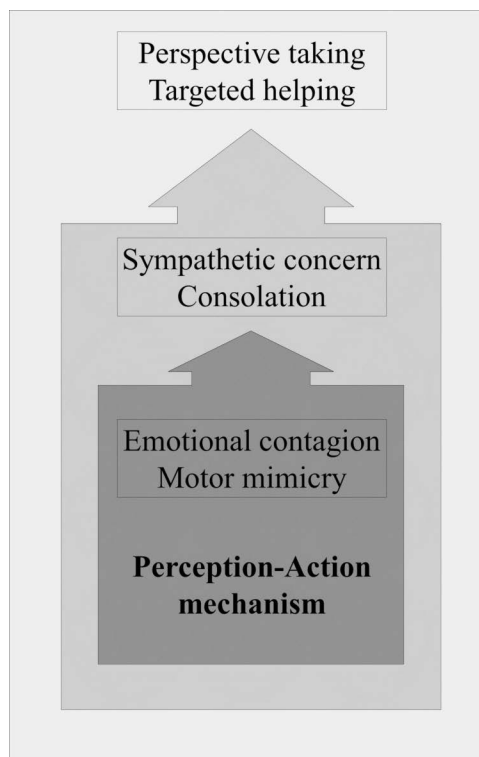 Perspective taking
Targeted helping
Sympathetic concern
Consolation
Emotional contagion
Motor mimicry
Perception-Action
mechanism